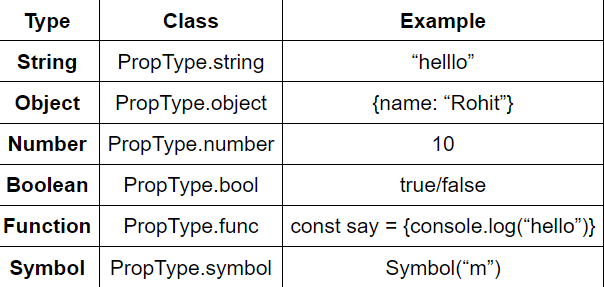 Type Class Example
String PropType.string “helllo”
Object PropType.object {name: “Rohit”}
Number PropType.number 10
Boolean PropType.bool true/false
Function PropType.func const say = {console.log(“hello”)}
Symbol PropType.symbol Symbol(“m”)